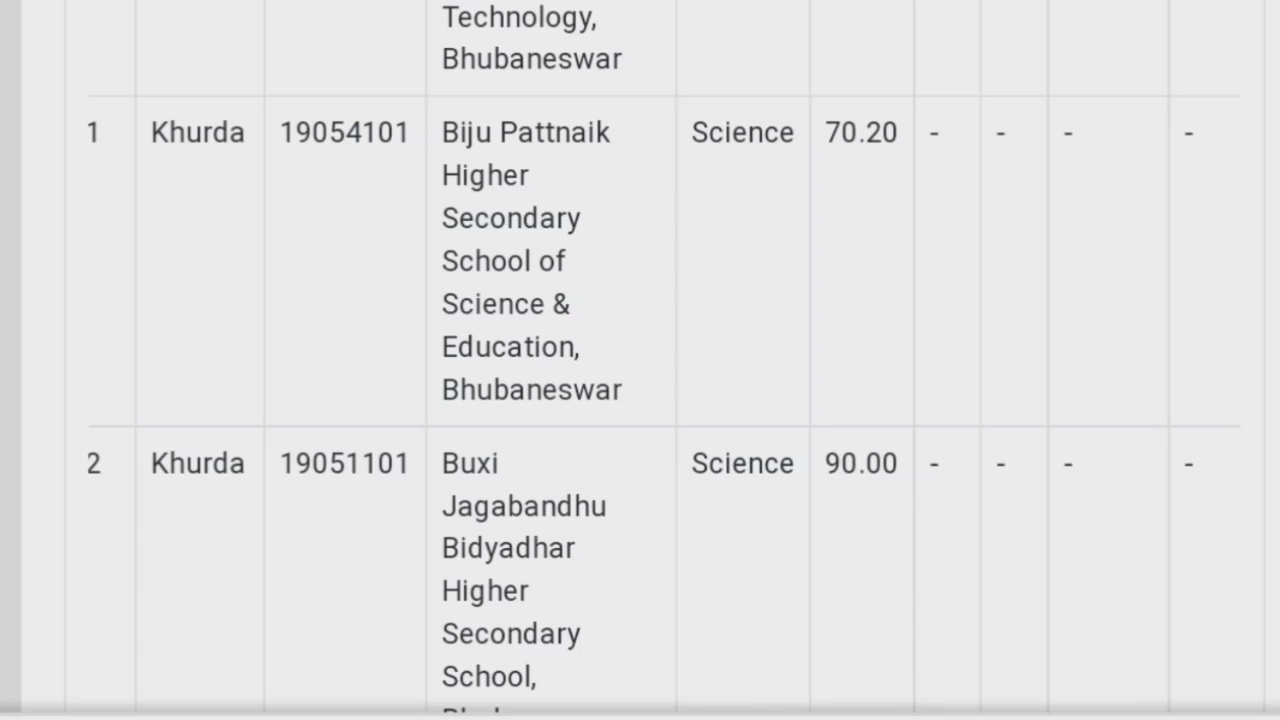 Technology,
Bhubaneswar
1 Khurda 19054101 Biju Pattnaik Science 70.20 - - - -
Higher
Secondary
School of
Science &
Education,
Bhubaneswar
2 Khurda 19051101 Buxi Science 90.00 - - - -
Jagabandhu
Bidyadhar
Higher
Secondary
School,